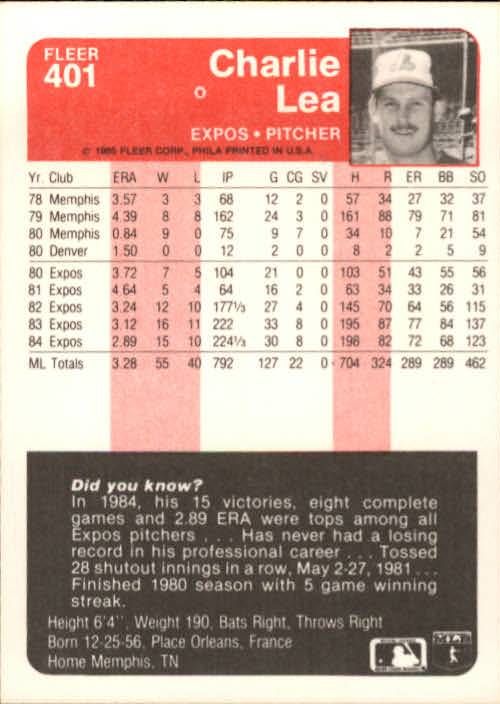 FLEER
401
Charlie
Lea
EXPOS • PITCHER
© 1985 FLEER CORP., PHILA PRINTED IN U.S.A.
Yr. Club ERA W L IP G CG SV H R ER BB SO
78 Memphis 3.57 3 3 68 12 2 0 57 34 27 32 37
79 Memphis 4.39 8 8 162 24 3 0 161 88 79 71 81
80 Memphis 0.84 9 0 75 9 7 0 34 10 7 21 54
80 Denver 1.50 0 0 12 2 0 0 8 2 2 5 9
80 Expos 3.72 7 5 104 21 0 0 103 51 43 55 56
81 Expos 4.64 5 4 64 16 2 0 63 34 33 26 31
82 Expos 3.24 12 10 177⅓ 27 4 0 145 70 64 56 115
83 Expos 3.12 16 11 222 33 8 0 195 87 77 84 137
84 Expos 2.89 15 10 224⅓ 30 8 0 198 82 72 68 123
ML Totals 3.28 55 40 792 127 22 0 704 324 289 289 462
Did you know?
In 1984, his 15 victories, eight complete
games and 2.89 ERA were tops among all
Expos pitchers . . . Has never had a losing
record in his professional career . . . Tossed
28 shutout innings in a row, May 2-27, 1981 . . .
Finished 1980 season with 5 game winning
streak.
Height 6'4", Weight 190, Bats Right, Throws Right
Born 12-25-56, Place Orleans, France
Home Memphis, TN